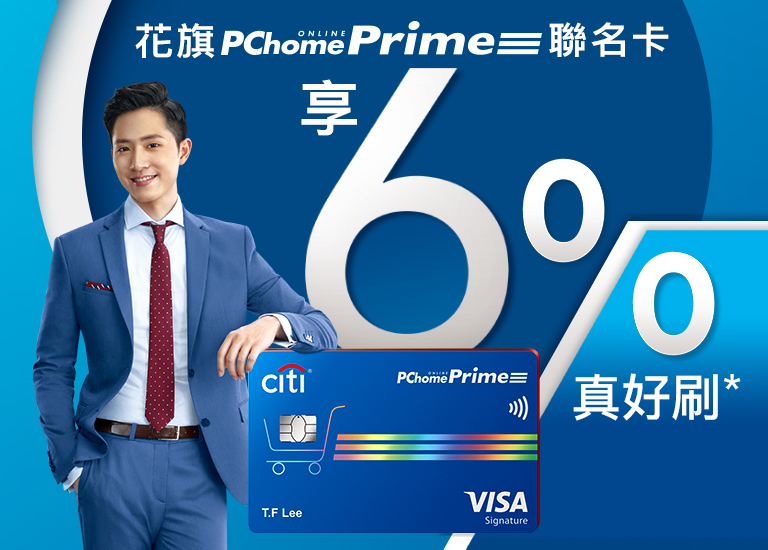 花旗 PChome ONLINE Prime 聯名卡
享
6%
真好刷*
citi®
PChome ONLINE Prime
T.F Lee
VISA
Signature